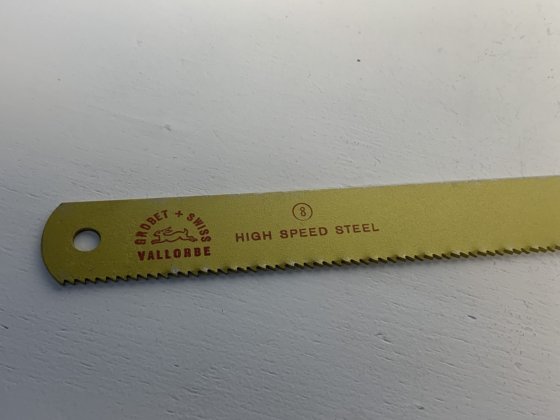 GROBET + SWISS
VALLORBE
8
HIGH SPEED STEEL